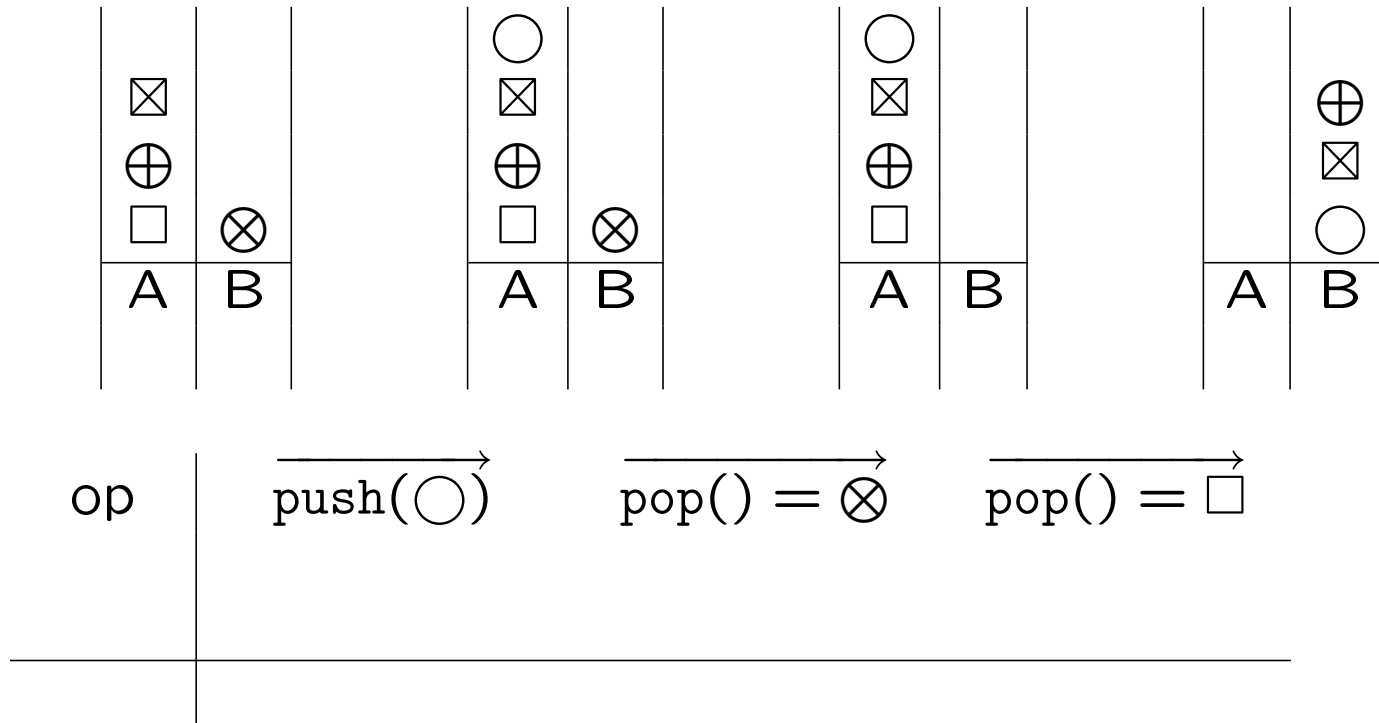 A B A B A B A B
op push(○) pop() = ⊗ pop() = □